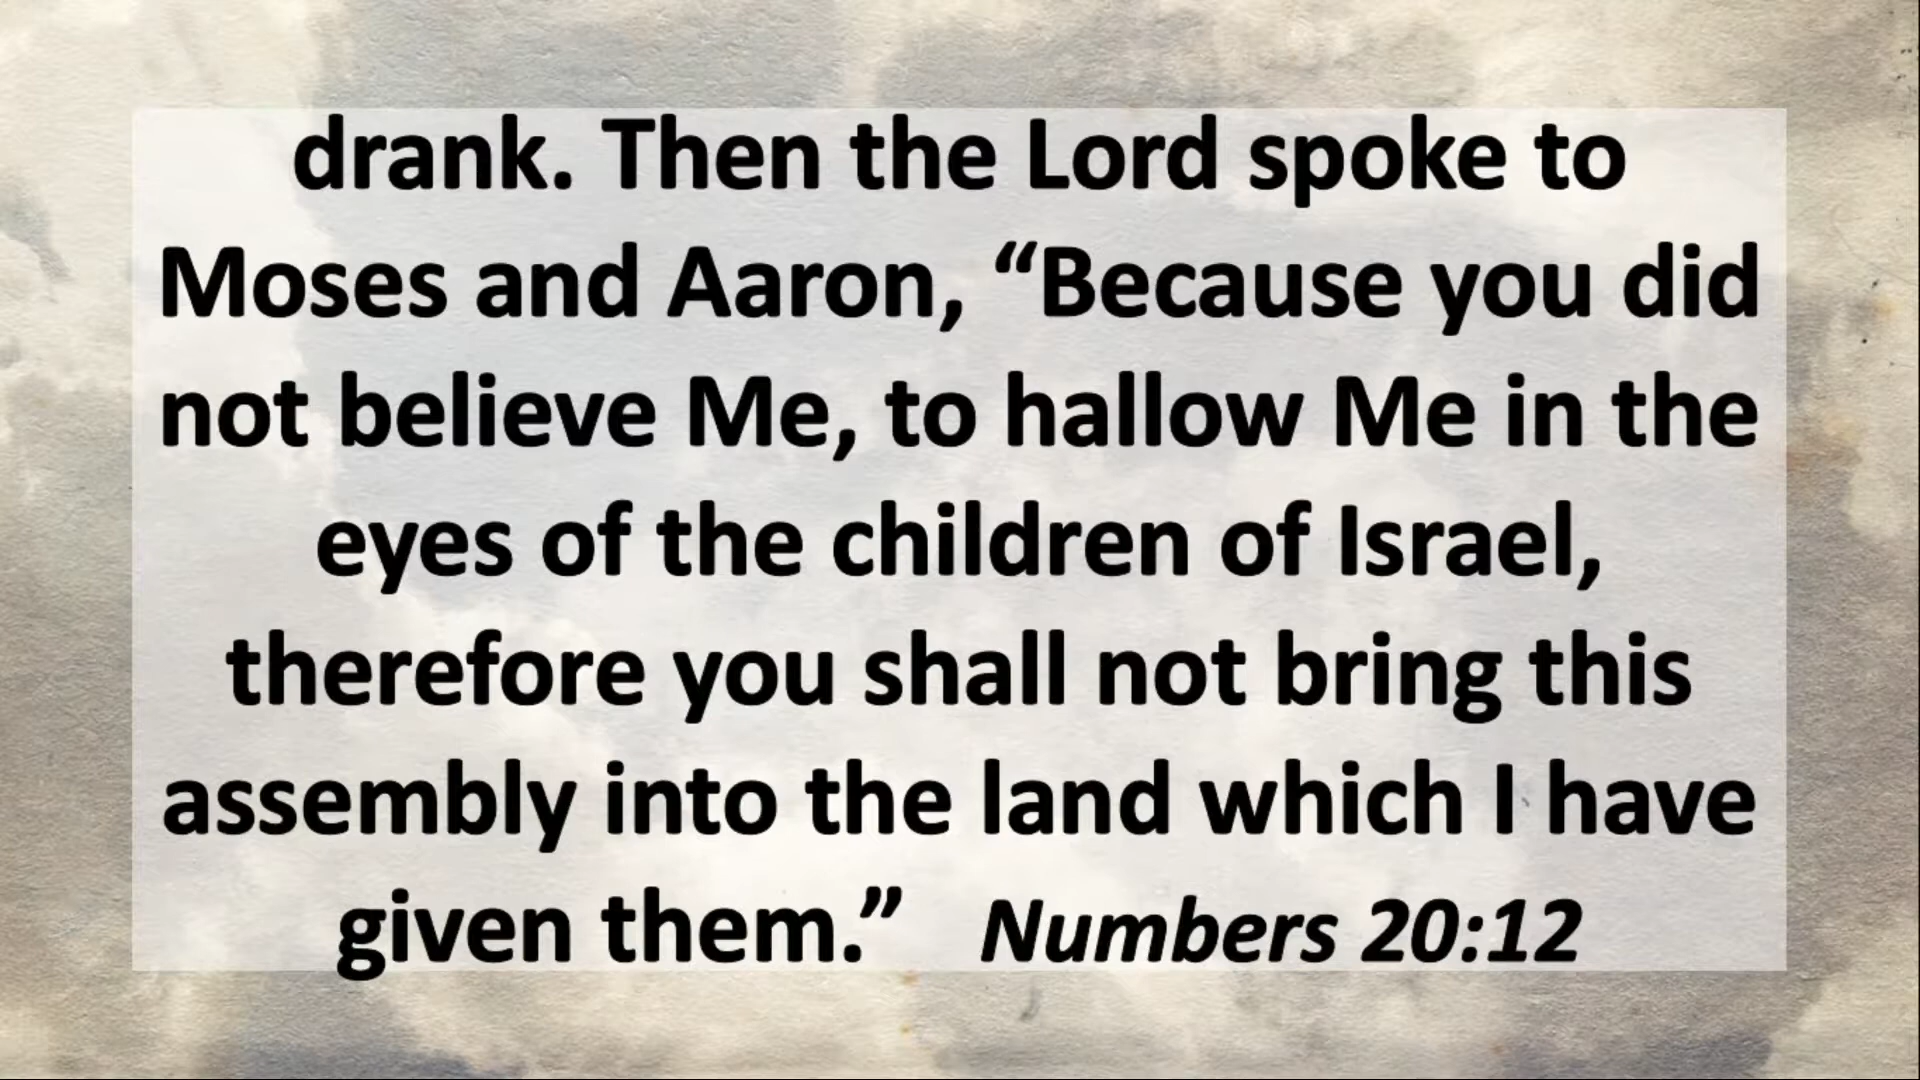 drank. Then the Lord spoke to
Moses and Aaron, “Because you did
not believe Me, to hallow Me in the
eyes of the children of Israel,
therefore you shall not bring this
assembly into the land which I have
given them.” Numbers 20:12